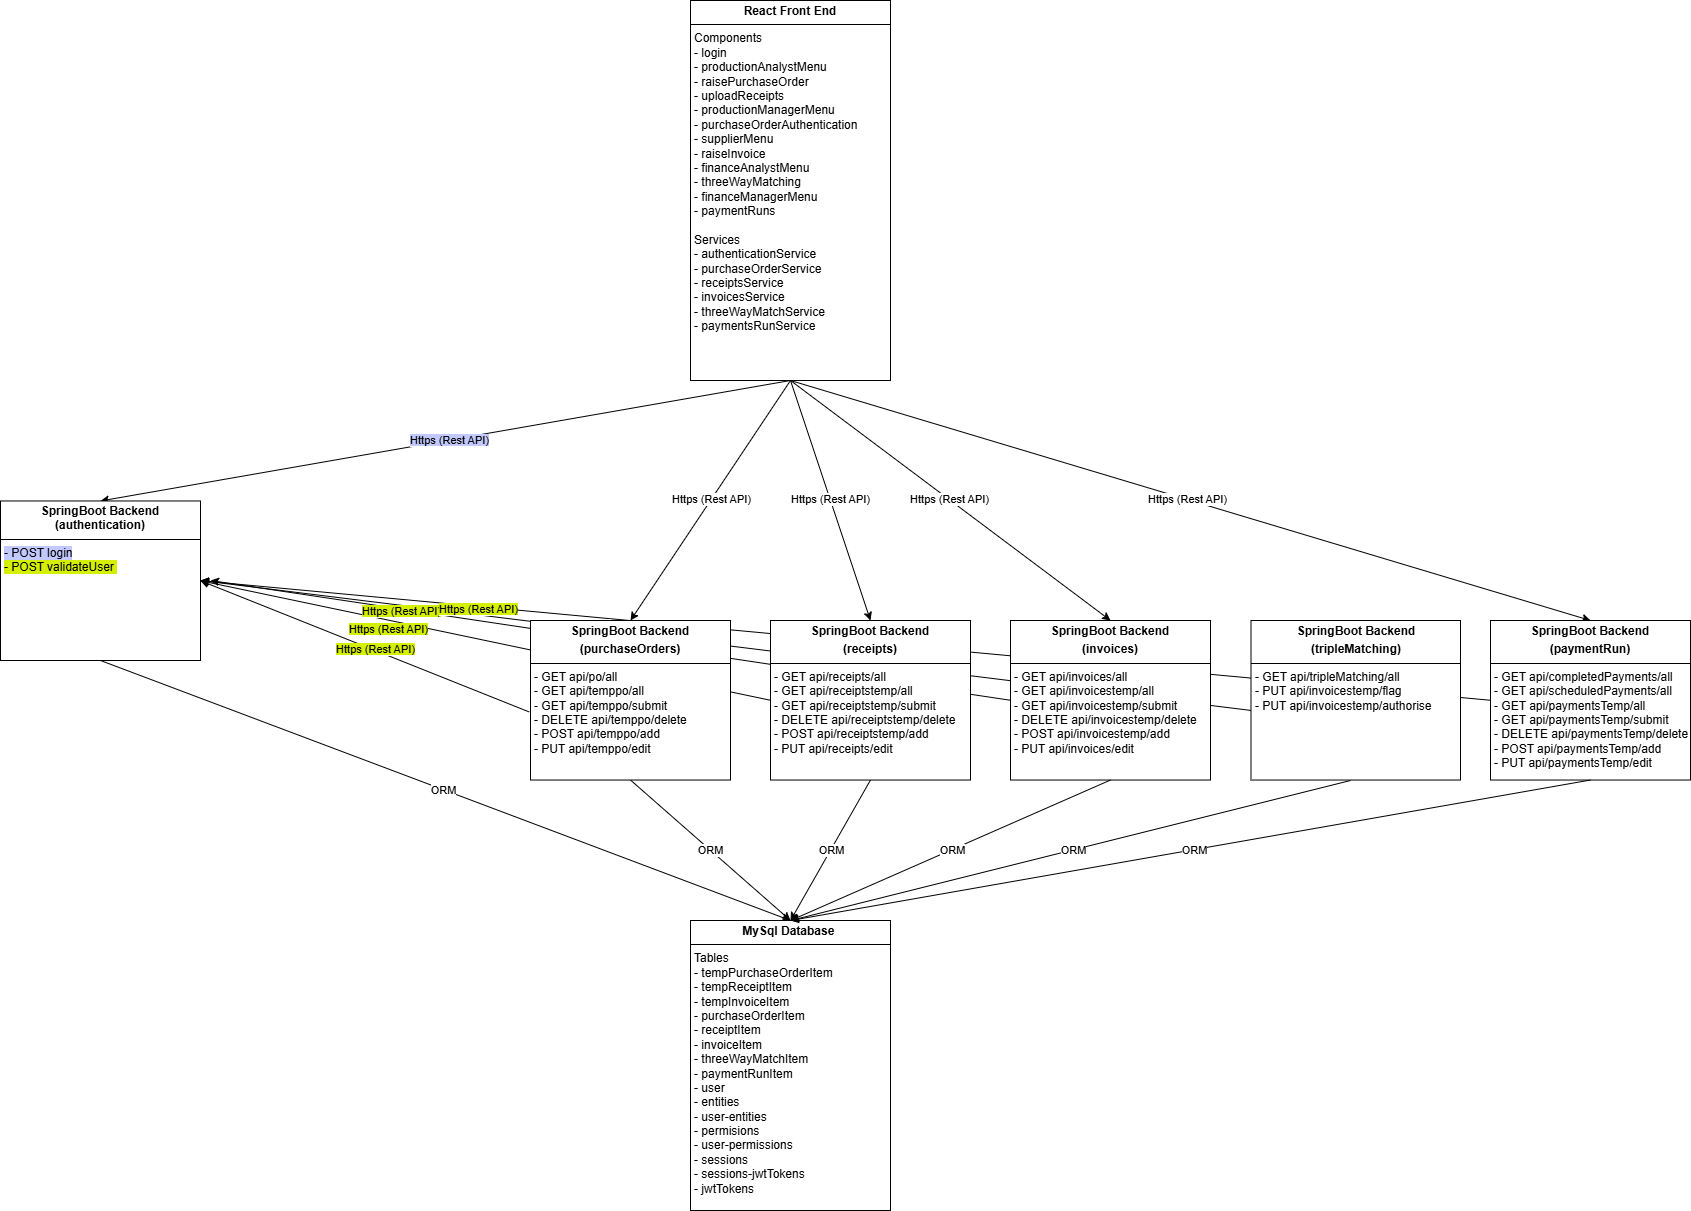 React Front End
Components
- login
- productionAnalystMenu
- raisePurchaseOrder
- uploadReceipts
- productionManagerMenu
- purchaseOrderAuthentication
- supplierMenu
- raiseInvoice
- financeAnalystMenu
- threeWayMatching
- financeManagerMenu
- paymentRuns
Services
- authenticationService
- purchaseOrderService
- receiptsService
- invoicesService
- threeWayMatchService
- paymentsRunService
Https (Rest API)
Https (Rest API)
Https (Rest API)
Https (Rest API)
Https (Rest API)
SpringBoot Backend
(authentication)
- POST login
- POST validateUser
Https (Rest API)
Https (Rest API)
Https (Rest API)
Https (Rest API)
SpringBoot Backend
(purchaseOrders)
- GET api/po/all
- GET api/temppo/all
- GET api/temppo/submit
- DELETE api/temppo/delete
- POST api/temppo/add
- PUT api/temppo/edit
SpringBoot Backend
(receipts)
- GET api/receipts/all
- GET api/receiptstemp/all
- GET api/receiptstemp/submit
- DELETE api/receiptstemp/delete
- POST api/receiptstemp/add
- PUT api/receipts/edit
SpringBoot Backend
(invoices)
- GET api/invoices/all
- GET api/invoicestemp/all
- GET api/invoicestemp/submit
- DELETE api/invoicestemp/delete
- POST api/invoicestemp/add
- PUT api/invoices/edit
SpringBoot Backend
(tripleMatching)
- GET api/tripleMatching/all
- PUT api/invoicestemp/flag
- PUT api/invoicestemp/authorise
SpringBoot Backend
(paymentRun)
- GET api/completedPayments/all
- GET api/scheduledPayments/all
- GET api/paymentsTemp/all
- GET api/paymentsTemp/submit
- DELETE api/paymentsTemp/delete
- POST api/paymentsTemp/add
- PUT api/paymentsTemp/edit
ORM
ORM
ORM
ORM
ORM
ORM
MySql Database
Tables
- tempPurchaseOrderItem
- tempReceiptItem
- tempInvoiceItem
- purchaseOrderItem
- receiptItem
- invoiceItem
- threeWayMatchItem
- paymentRunItem
- user
- entities
- user-entities
- permisions
- user-permissions
- sessions
- sessions-jwtTokens
- jwtTokens